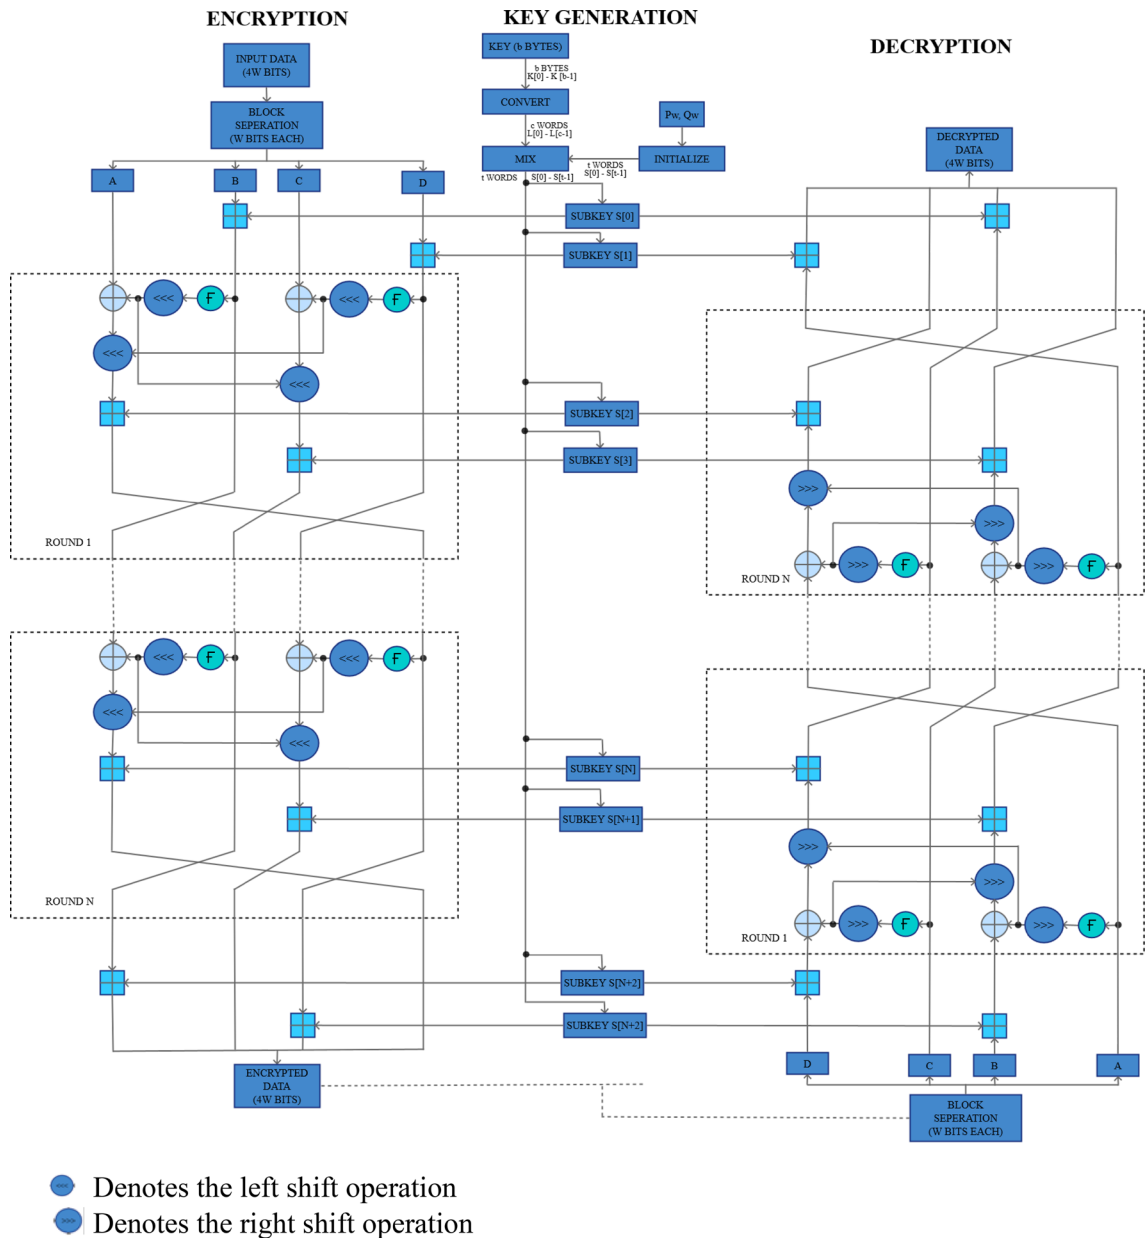 ENCRYPTION
KEY GENERATION
DECRYPTION
INPUT DATA
(4W BITS)
BLOCK
SEPERATION
(W BITS EACH)
A
B
C
D
KEY (b BYTES)
b BYTES
K[0] - K [b-1]
CONVERT
c WORDS
L[0] - L[c-1]
Pw, Qw
MIX
INITIALIZE
t WORDS
S[0] - S[t-1]
t WORDS
S[0] - S[t-1]
DECRYPTED
DATA
(4W BITS)
SUBKEY S[0]
SUBKEY S[1]
<<<
F
<<<
F
<<<
<<<
SUBKEY S[2]
SUBKEY S[3]
ROUND 1
>>>
>>>
>>>
F
>>>
F
ROUND N
<<<
F
<<<
F
<<<
<<<
SUBKEY S[N]
SUBKEY S[N+1]
ROUND N
>>>
>>>
>>>
F
>>>
F
ROUND 1
SUBKEY S[N+2]
SUBKEY S[N+2]
ENCRYPTED
DATA
(4W BITS)
D
C
B
A
BLOCK
SEPERATION
(W BITS EACH)
<<< Denotes the left shift operation
>>> Denotes the right shift operation